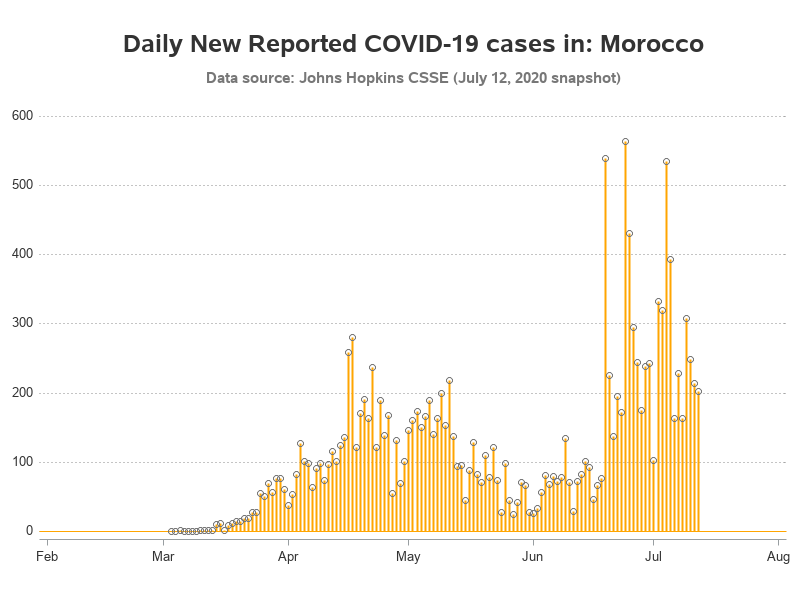 Daily New Reported COVID-19 cases in: Morocco
Data source: Johns Hopkins CSSE (July 12, 2020 snapshot)
600
500
400
300
200
100
0
Feb Mar Apr May Jun Jul Aug